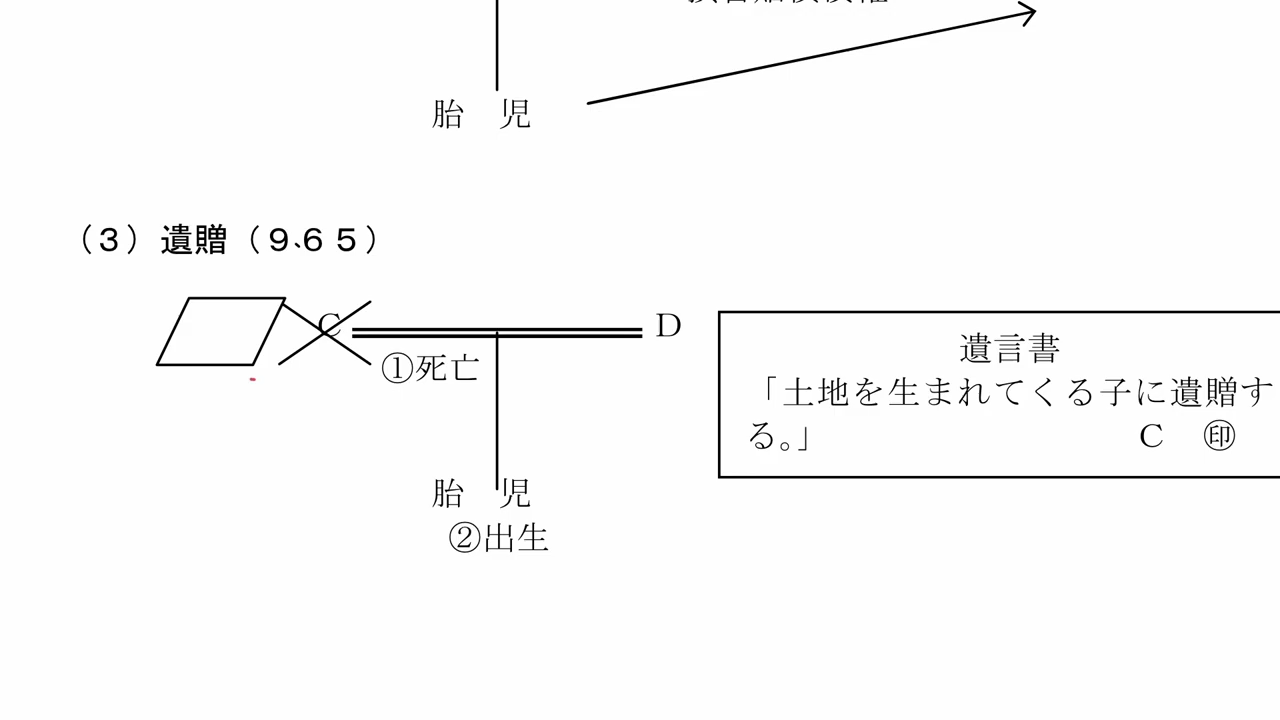 胎 児
（３）遺贈（９、６５）
C D
①死亡
胎 児
②出生
遺言書
「土地を生まれてくる子に遺贈す
る。」 C ㊞